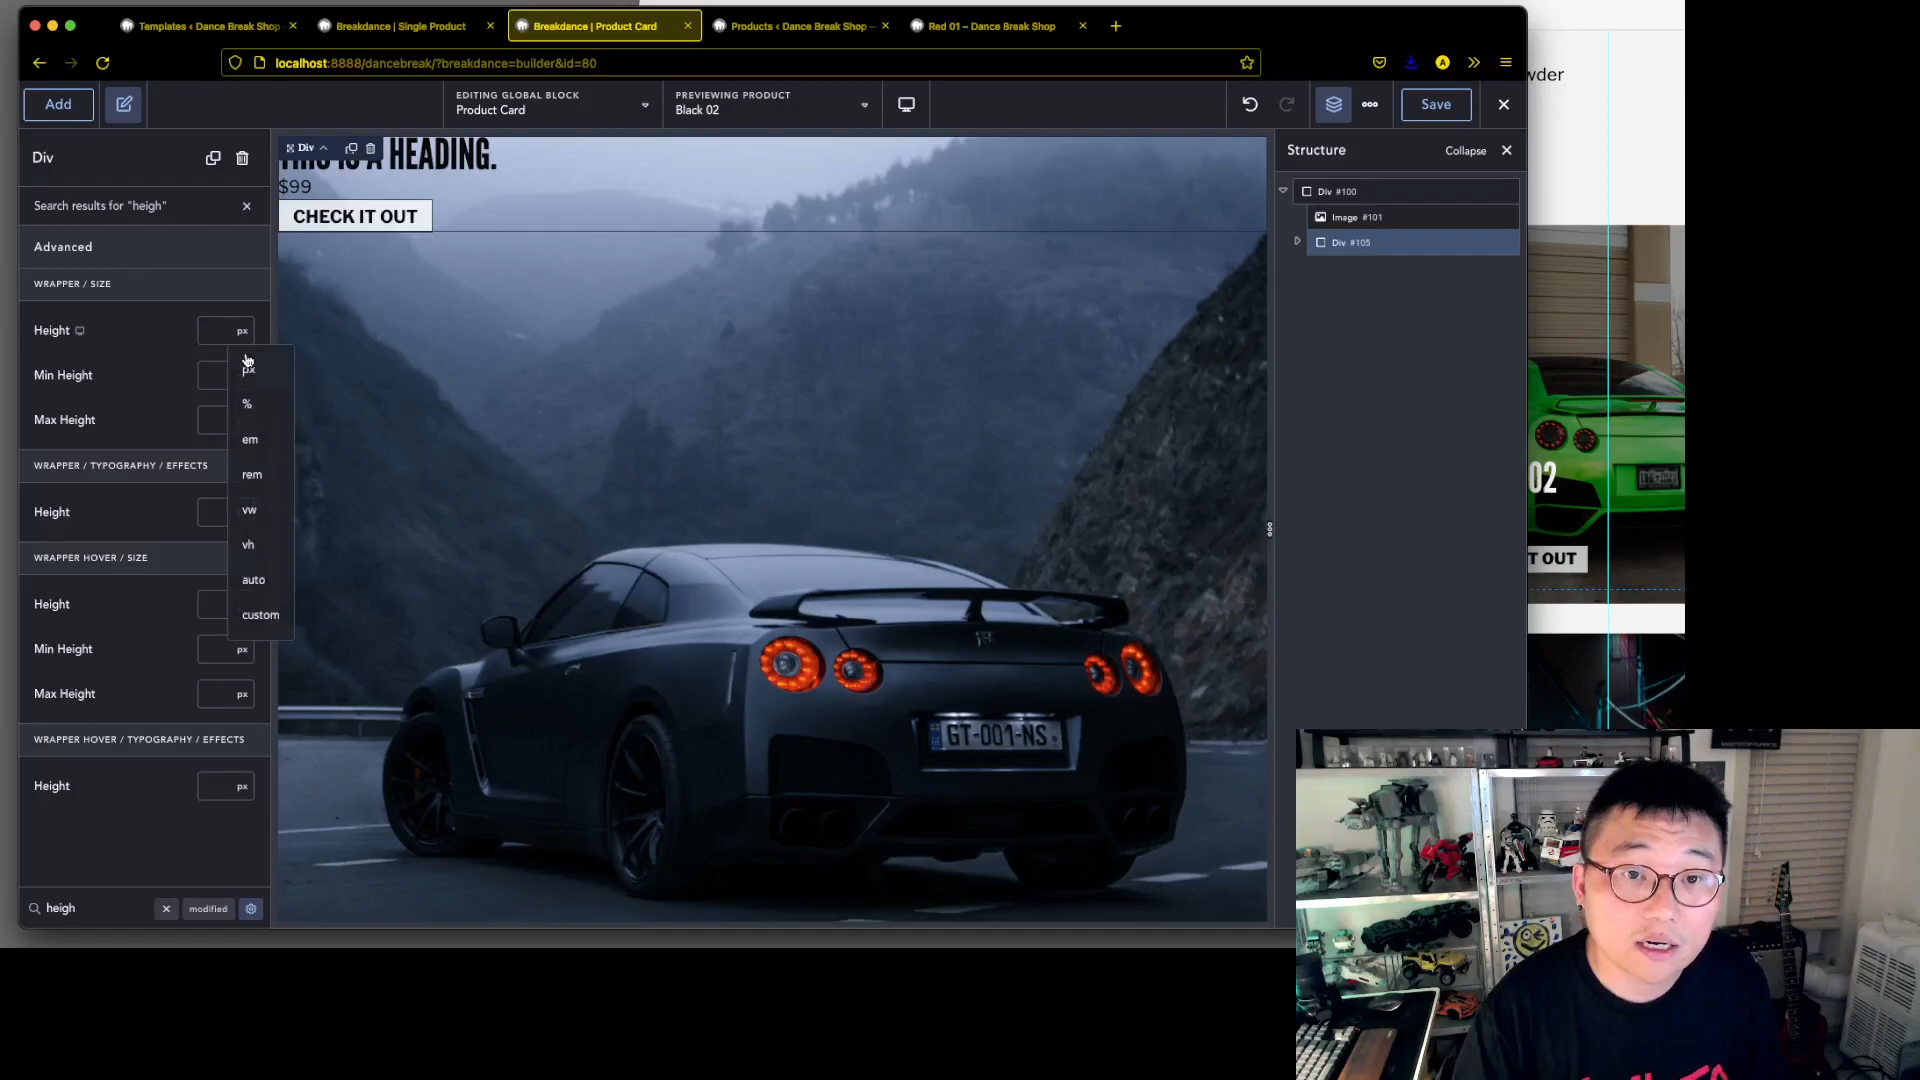 Templates ‹ Dance Break Shop
Breakdance | Single Product
Breakdance | Product Card
Products ‹ Dance Break Shop —
Red 01 – Dance Break Shop
localhost:8888/dancebreak/?breakdance=builder&id=80
A
Add
EDITING GLOBAL BLOCK
Product Card
PREVIEWING PRODUCT
Black 02
Save
Div
Search results for "heigh"
Advanced
WRAPPER / SIZE
Height
px
Min Height
Max Height
px
%
em
rem
vw
vh
auto
custom
WRAPPER / TYPOGRAPHY / EFFECTS
Height
WRAPPER HOVER / SIZE
Height
Min Height
px
Max Height
px
WRAPPER HOVER / TYPOGRAPHY / EFFECTS
Height
px
heigh
modified
Div
THIS IS A HEADING.
$99
CHECK IT OUT
GT-001-NS
Structure
Collapse
Div #100
Image #101
Div #105
wder
02
T OUT